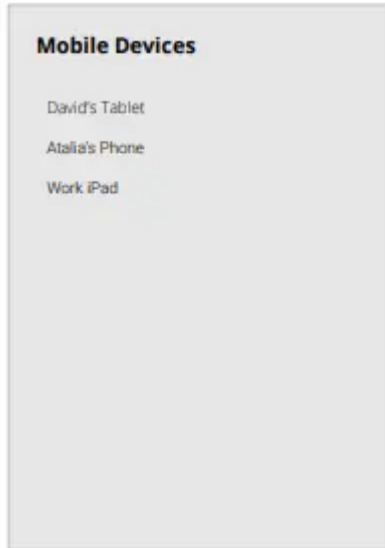 Mobile Devices
David's Tablet
Atalia's Phone
Work iPad